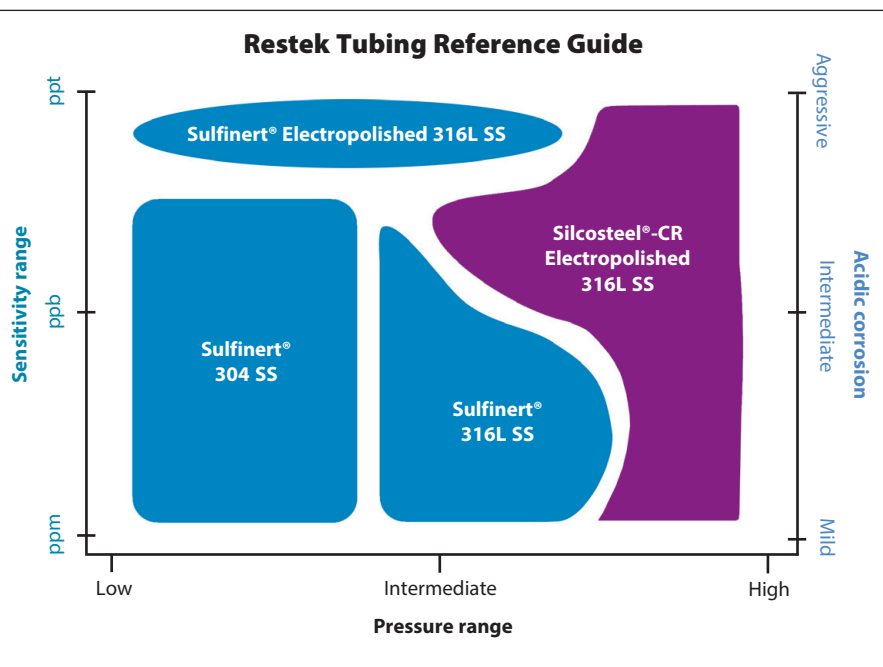 Restek Tubing Reference Guide
Sensitivity range
ppt
ppb
ppm
Sulfinert® Electropolished 316L SS
Sulfinert®
304 SS
Sulfinert®
316L SS
Silcosteel®-CR
Electropolished
316L SS
Aggressive
Intermediate
Mild
Acidic corrosion
Low
Intermediate
High
Pressure range